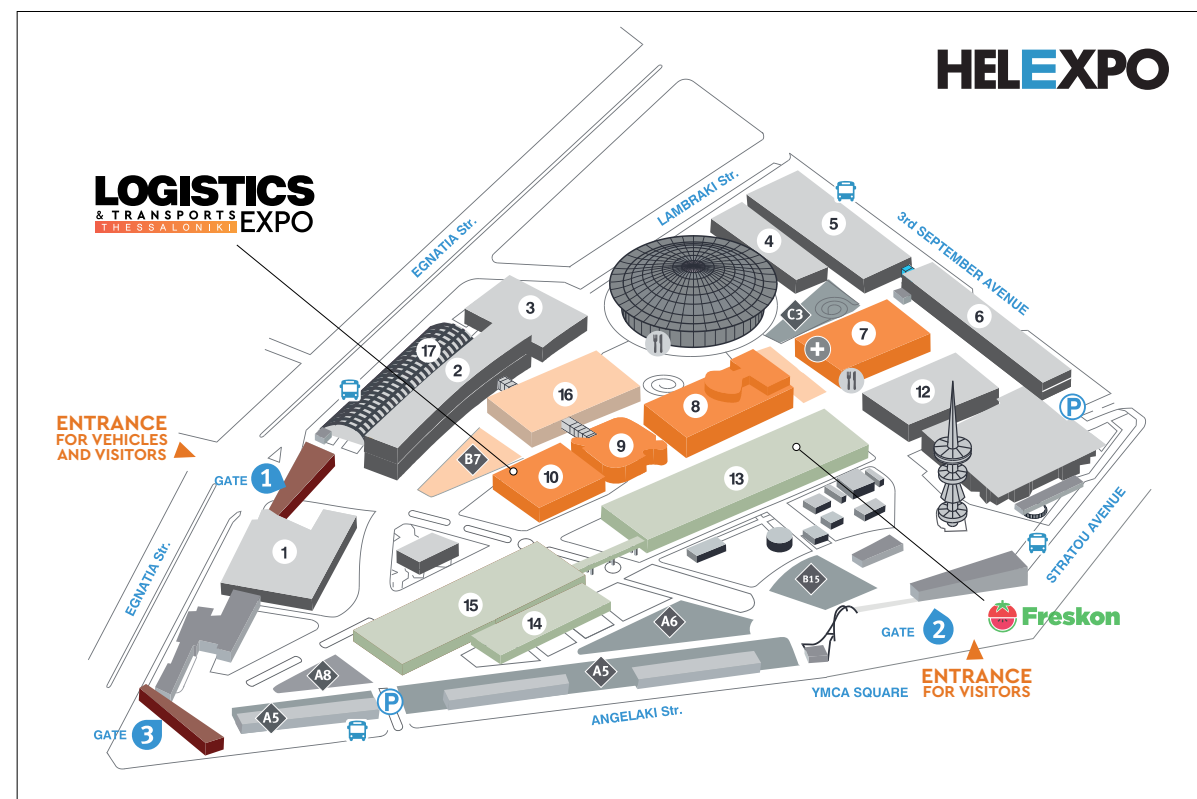 HELEXPO
LOGISTICS
& TRANSPORTS
THESSALONIKI
EXPO
EGNATIA Str.
LAMBRAKI Str.
3rd SEPTEMBER AVENUE
5
4
C3
6
3
17
2
7
12
16
8
P
ENTRANCE
FOR VEHICLES
AND VISITORS
GATE 1
B7
10
9
13
1
EGNATIA Str.
STRATOU AVENUE
15
14
B15
A6
Freskon
GATE 2
ENTRANCE
FOR VISITORS
YMCA SQUARE
A8
A5
A5
P
ANGELAKI Str.
GATE 3